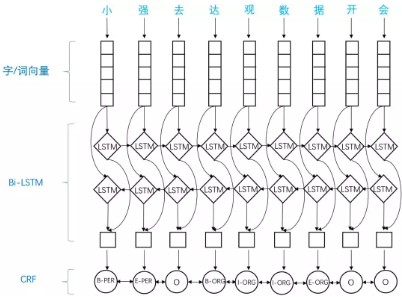 小 强 去 达 观 数 据 开 会
字/词向量
LSTM LSTM LSTM LSTM LSTM LSTM LSTM LSTM LSTM
Bi-LSTM
LSTM LSTM LSTM LSTM LSTM LSTM LSTM LSTM LSTM
CRF
B-PER E-PER O B-ORG I-ORG I-ORG E-ORG O O